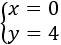 x = 0
y = 4